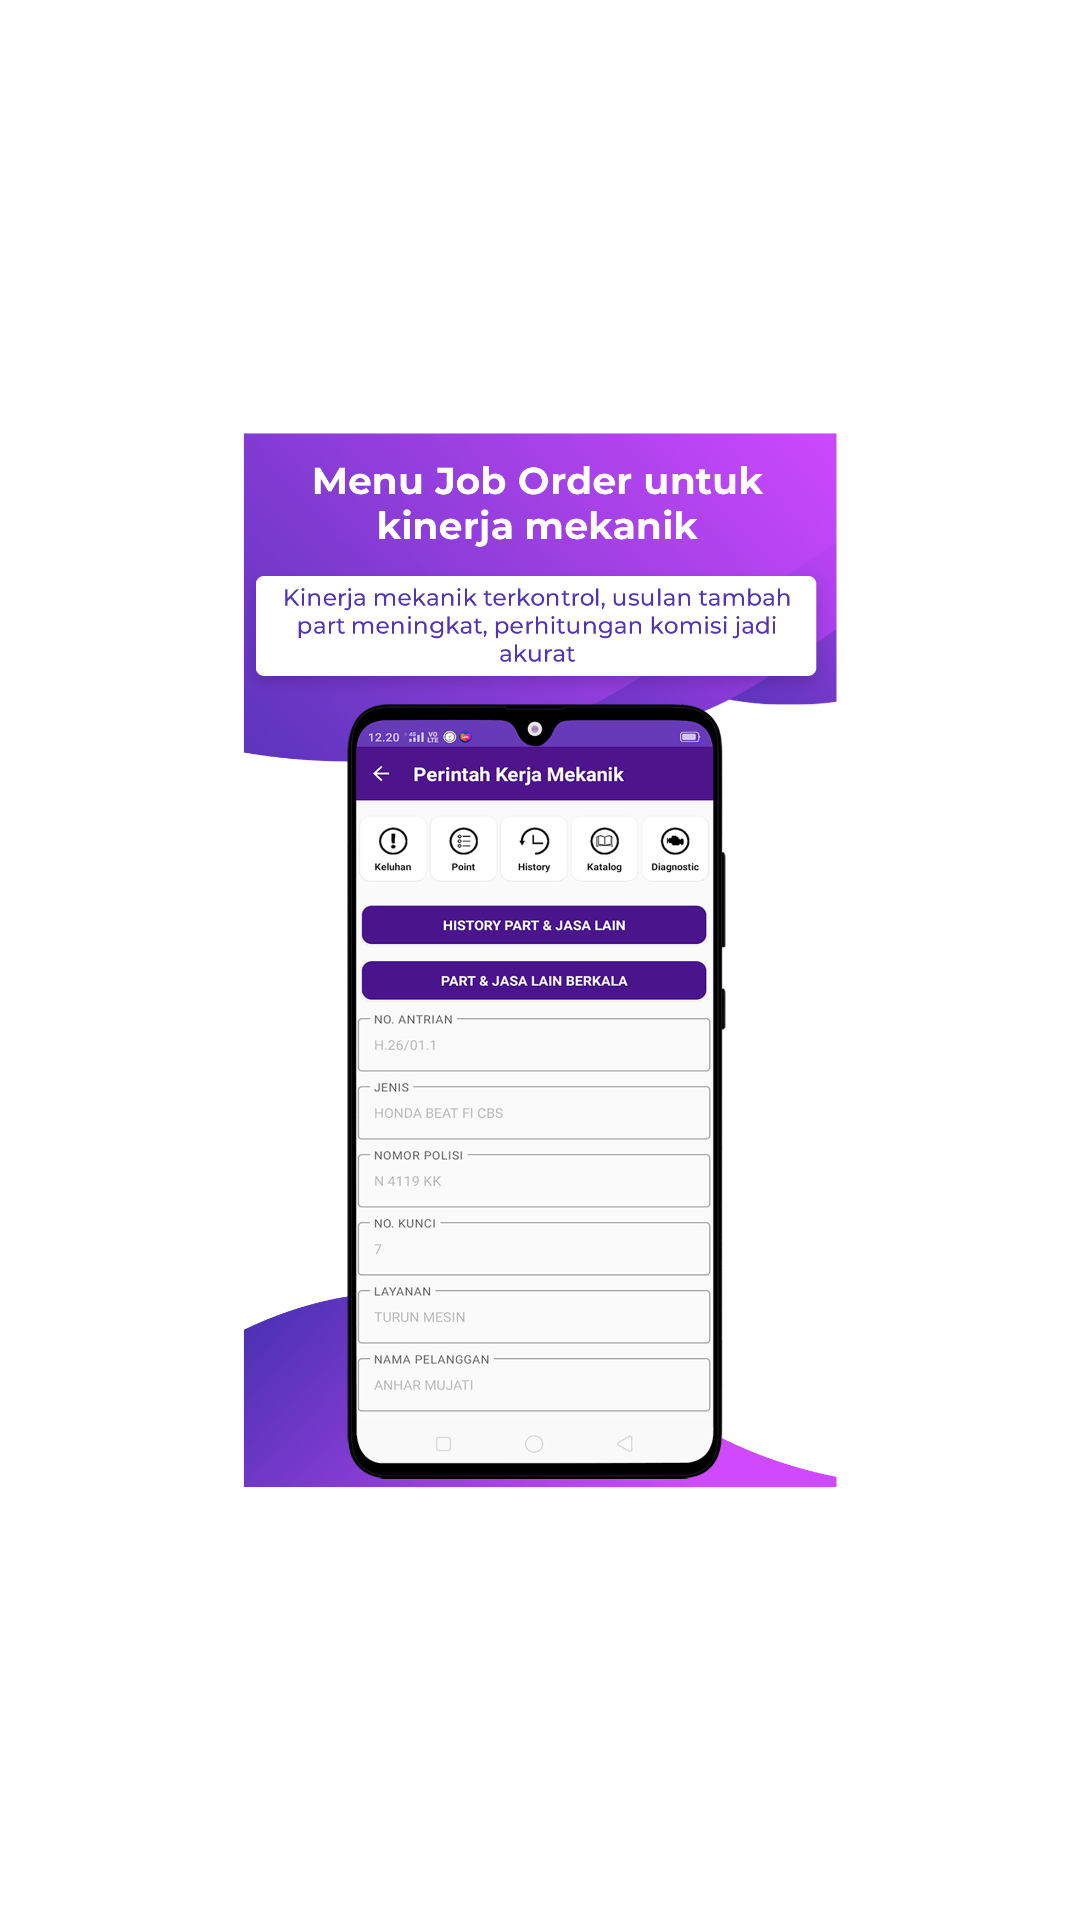 Menu Job Order untuk
kinerja mekanik
Kinerja mekanik terkontrol, usulan tambah
part meningkat, perhitungan komisi jadi
akurat
12.20 4G VO LTE
Perintah Kerja Mekanik
Keluhan Point History Katalog Diagnostic
HISTORY PART & JASA LAIN
PART & JASA LAIN BERKALA
NO. ANTRIAN
H.26/01.1
JENIS
HONDA BEAT FI CBS
NOMOR POLISI
N 4119 KK
NO. KUNCI
7
LAYANAN
TURUN MESIN
NAMA PELANGGAN
ANHAR MUJATI